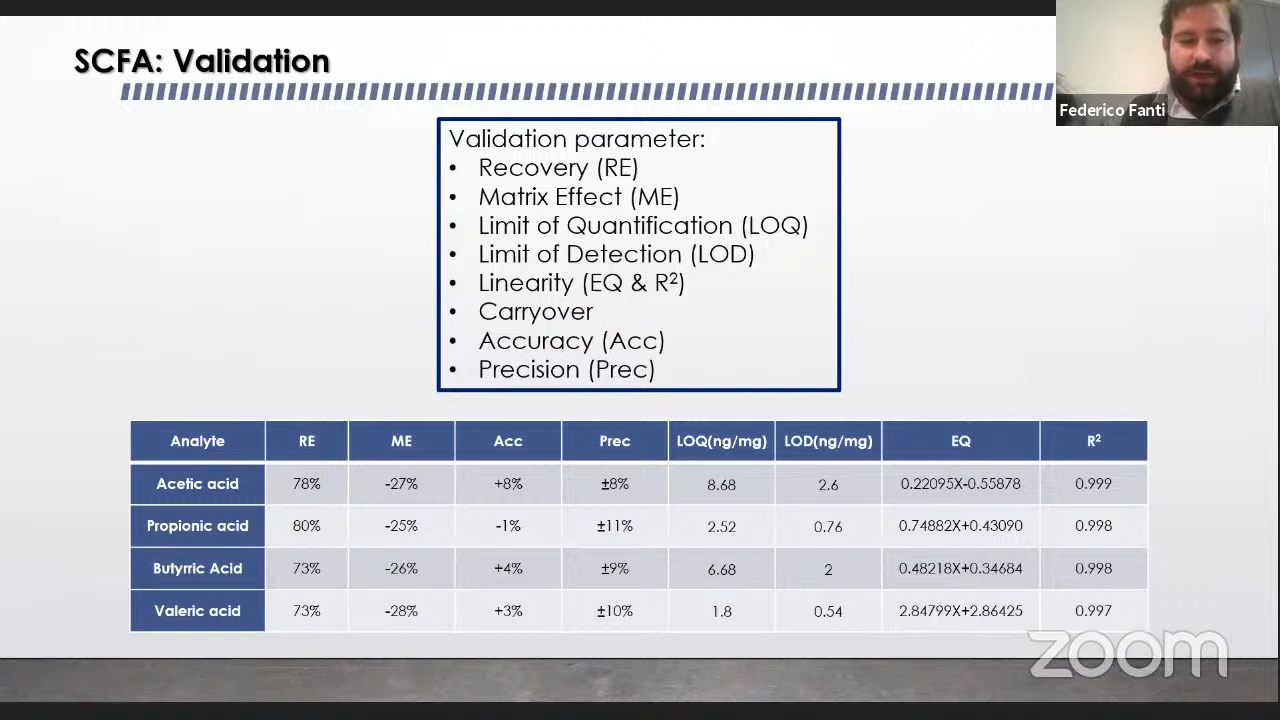 SCFA: Validation
Federico Fanti
Validation parameter:
• Recovery (RE)
• Matrix Effect (ME)
• Limit of Quantification (LOQ)
• Limit of Detection (LOD)
• Linearity (EQ & R²)
• Carryover
• Accuracy (Acc)
• Precision (Prec)
Analyte RE ME Acc Prec LOQ(ng/mg) LOD(ng/mg) EQ R²
Acetic acid 78% -27% +8% ±8% 8.68 2.6 0.22095X-0.55878 0.999
Propionic acid 80% -25% -1% ±11% 2.52 0.76 0.74882X+0.43090 0.998
Butyrric Acid 73% -26% +4% ±9% 6.68 2 0.48218X+0.34684 0.998
Valeric acid 73% -28% +3% ±10% 1.8 0.54 2.84799X+2.86425 0.997
zoom